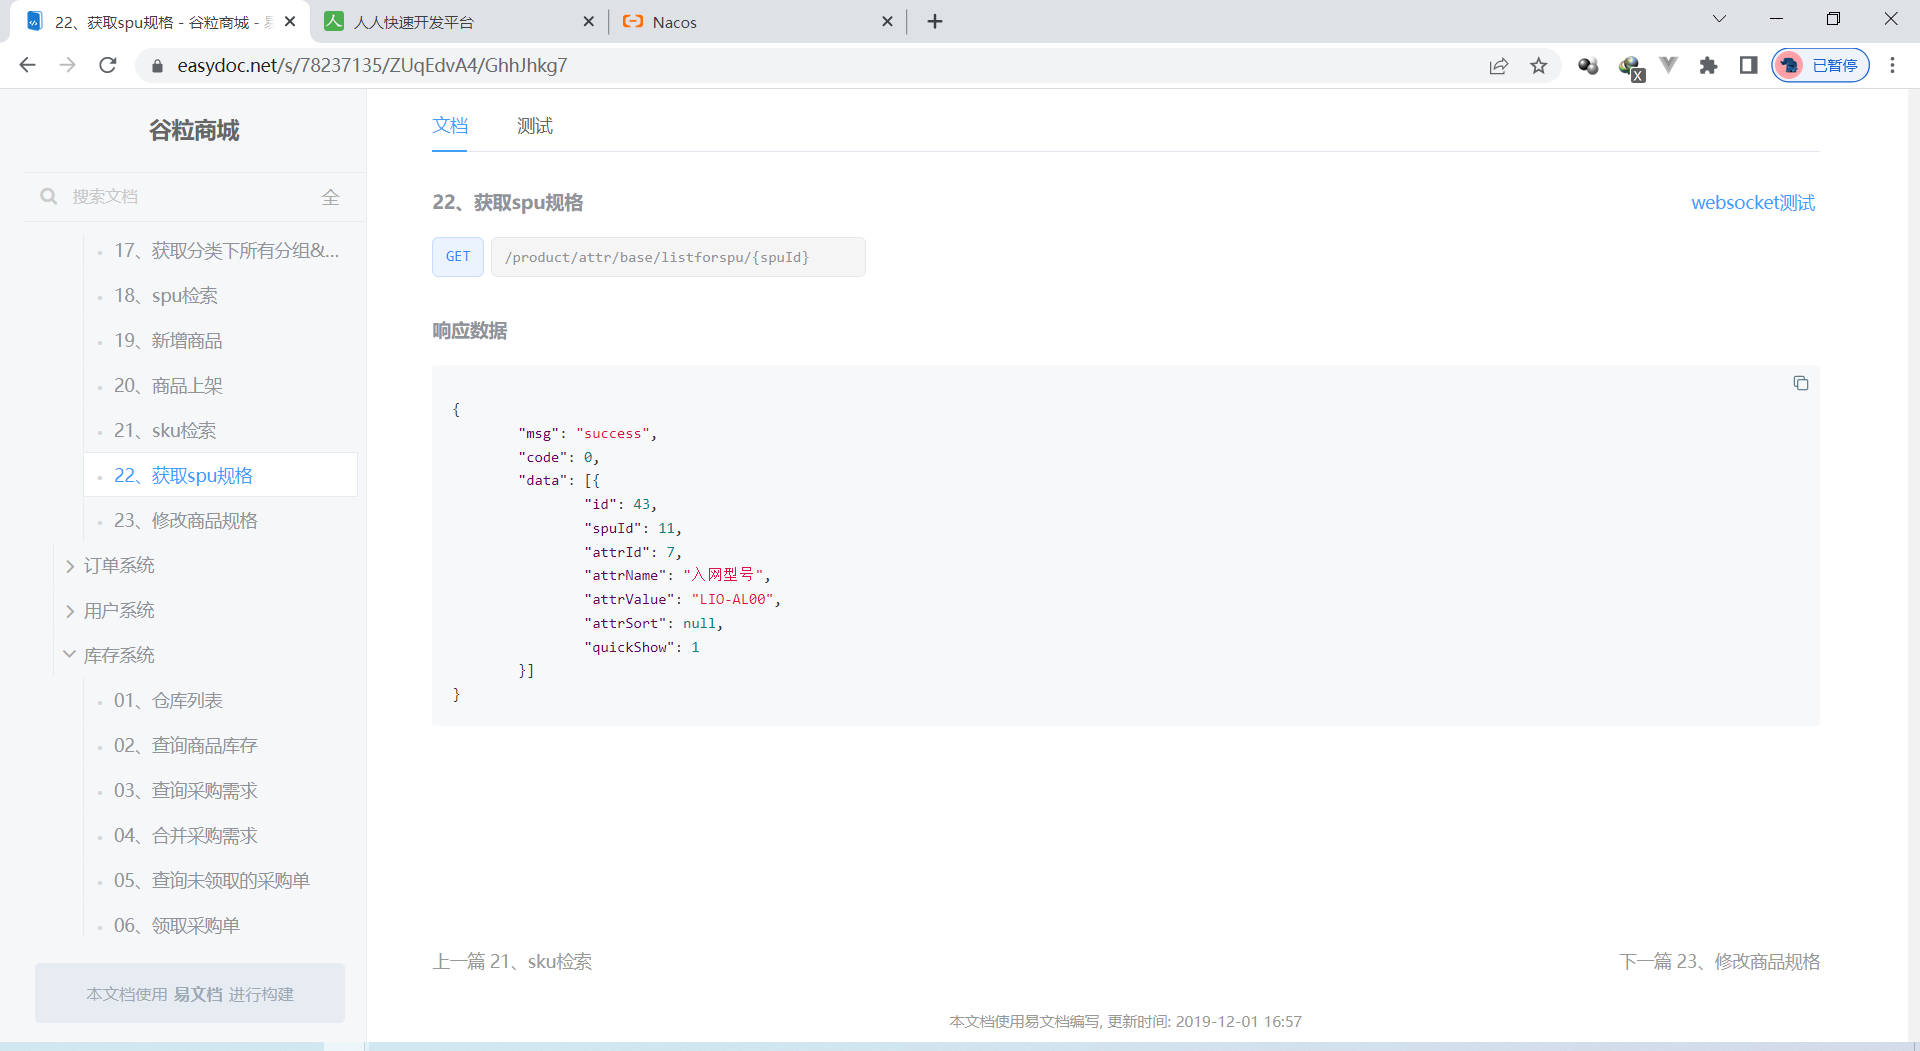 22、获取spu规格 - 谷粒商城 -
人人快速开发平台
Nacos
easydoc.net/s/78237135/ZUqEdvA4/GhhJhkg7
X
已暂停
谷粒商城
搜索文档
全
17、获取分类下所有分组&...
18、spu检索
19、新增商品
20、商品上架
21、sku检索
22、获取spu规格
23、修改商品规格
订单系统
用户系统
库存系统
01、仓库列表
02、查询商品库存
03、查询采购需求
04、合并采购需求
05、查询未领取的采购单
06、领取采购单
本文档使用 易文档 进行构建
文档
测试
22、获取spu规格
websocket测试
GET
/product/attr/base/listforspu/{spuId}
响应数据
{
"msg": "success",
"code": 0,
"data": [{
"id": 43,
"spuId": 11,
"attrId": 7,
"attrName": "入网型号",
"attrValue": "LIO-AL00",
"attrSort": null,
"quickShow": 1
}]
}
上一篇 21、sku检索
下一篇 23、修改商品规格
本文档使用易文档编写, 更新时间: 2019-12-01 16:57